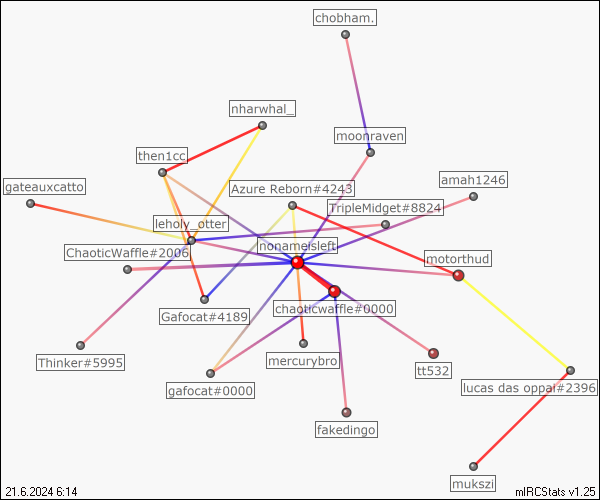 chobham.
nharwhal_
moonraven
then1cc
amah1246
gateauxcatto
Azure Reborn#4243
TripleMidget#8824
leholy_otter
nonameisleft
ChaoticWaffle#2006
motorthud
chaoticwaffle#0000
Gafocat#4189
Thinker#5995
mercurybro
tt532
gafocat#0000
lucas das oppai#2396
fakedingo
mukszi
21.6.2024 6:14
mIRCStats v1.25